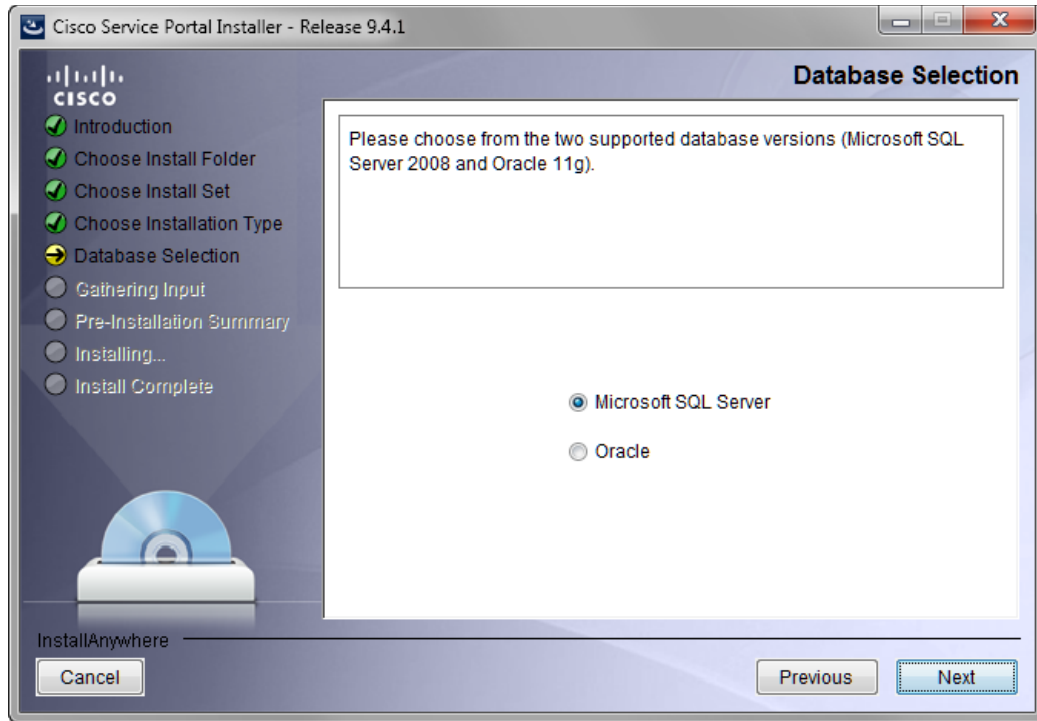 Cisco Service Portal Installer - Release 9.4.1
CISCO
Database Selection
Introduction
Choose Install Folder
Choose Install Set
Choose Installation Type
Database Selection
Gathering Input
Pre-Installation Summary
Installing...
Install Complete
Please choose from the two supported database versions (Microsoft SQL
Server 2008 and Oracle 11g).
Microsoft SQL Server
Oracle
InstallAnywhere
Cancel
Previous
Next